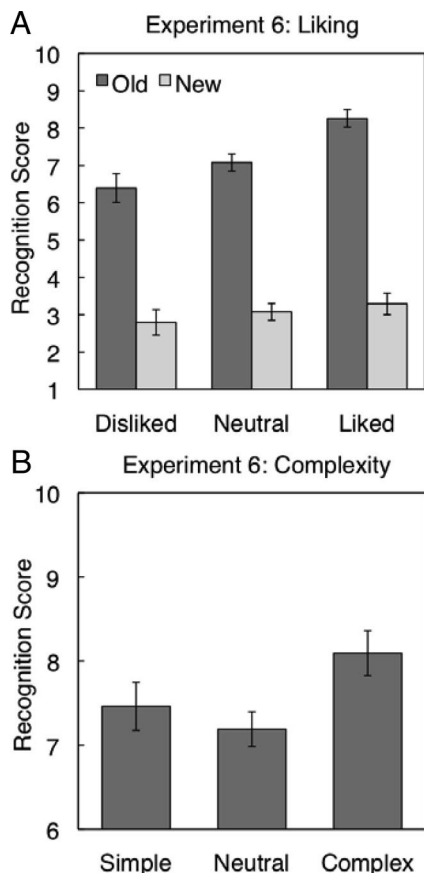 A
Experiment 6: Liking
Old New
Recognition Score
10
9
8
7
6
5
4
3
2
1
Disliked Neutral Liked
B
Experiment 6: Complexity
Recognition Score
10
9
8
7
6
Simple Neutral Complex